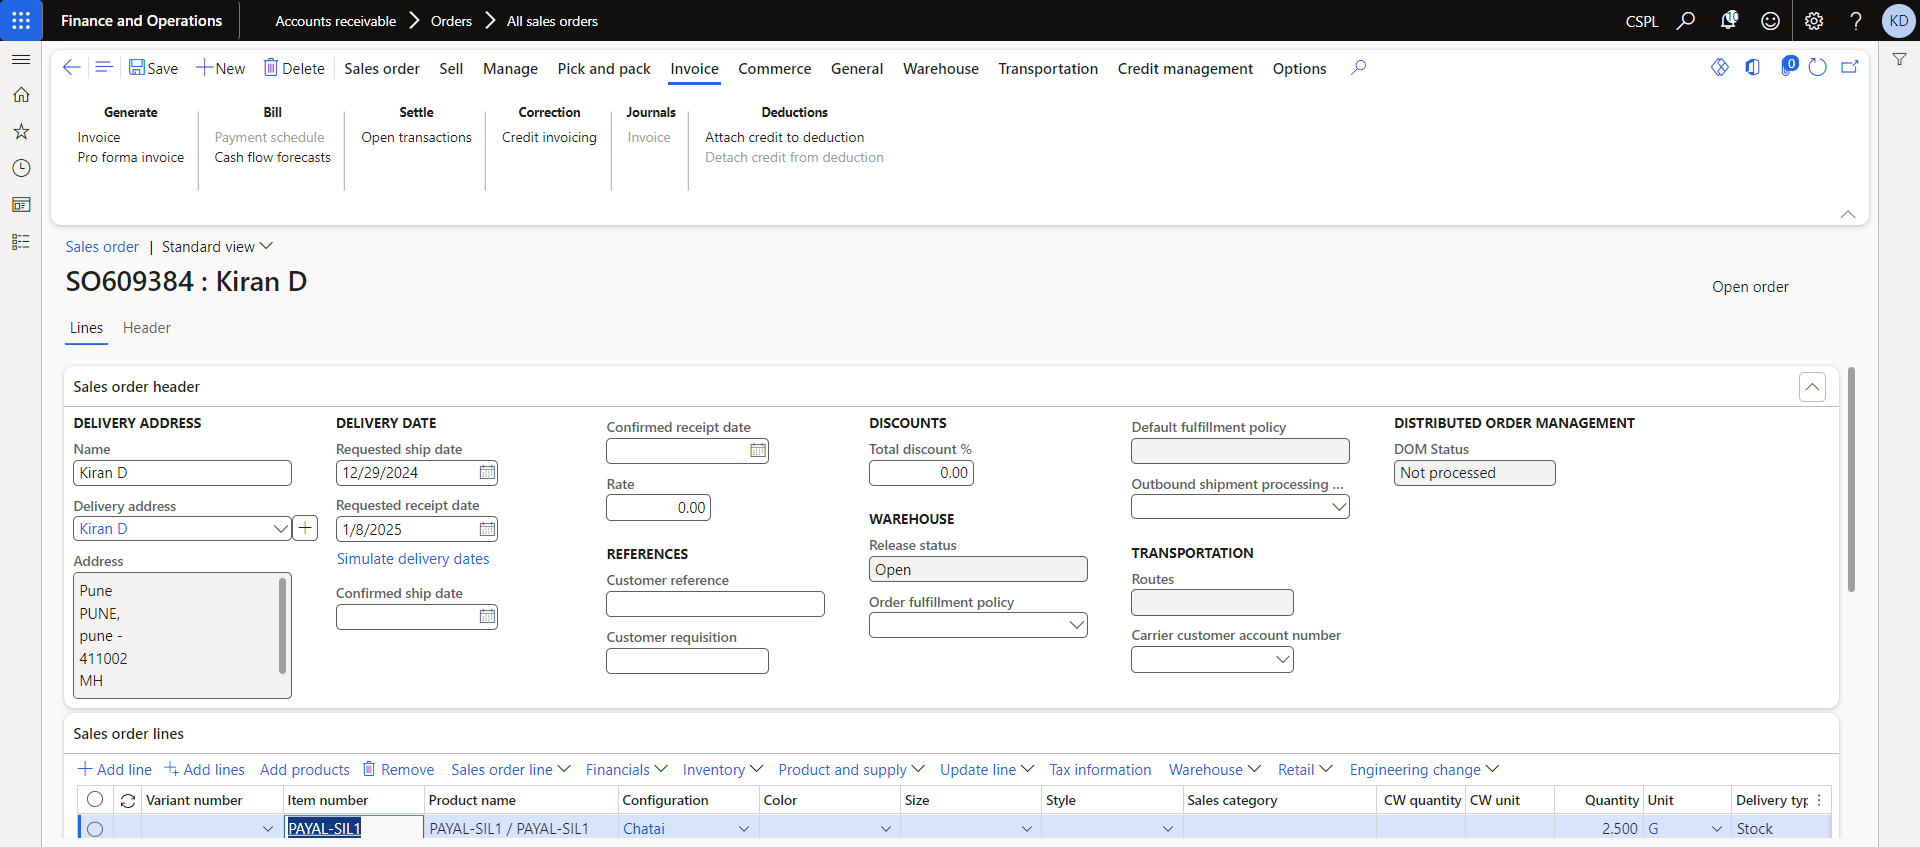 Finance and Operations
Accounts receivable > Orders > All sales orders
CSPL
10
KD
Save New Delete Sales order Sell Manage Pick and pack Invoice Commerce General Warehouse Transportation Credit management Options
0
Generate Bill Settle Correction Journals Deductions
Invoice Payment schedule Open transactions Credit invoicing Invoice Attach credit to deduction
Pro forma invoice Cash flow forecasts Detach credit from deduction
Sales order | Standard view
SO609384 : Kiran D
Open order
Lines Header
Sales order header
DELIVERY ADDRESS
Name
Kiran D
Delivery address
Kiran D
Address
Pune
PUNE,
pune -
411002
MH
DELIVERY DATE
Requested ship date
12/29/2024
Requested receipt date
1/8/2025
Simulate delivery dates
Confirmed ship date
Confirmed receipt date
Rate
0.00
REFERENCES
Customer reference
Customer requisition
DISCOUNTS
Total discount %
0.00
WAREHOUSE
Release status
Open
Order fulfillment policy
Default fulfillment policy
Outbound shipment processing ...
TRANSPORTATION
Routes
Carrier customer account number
DISTRIBUTED ORDER MANAGEMENT
DOM Status
Not processed
Sales order lines
Add line Add lines Add products Remove Sales order line Financials Inventory Product and supply Update line Tax information Warehouse Retail Engineering change
Variant number Item number Product name Configuration Color Size Style Sales category CW quantity CW unit Quantity Unit Delivery typ
PAYAL-SIL1 PAYAL-SIL1 / PAYAL-SIL1 Chatai 2.500 G Stock